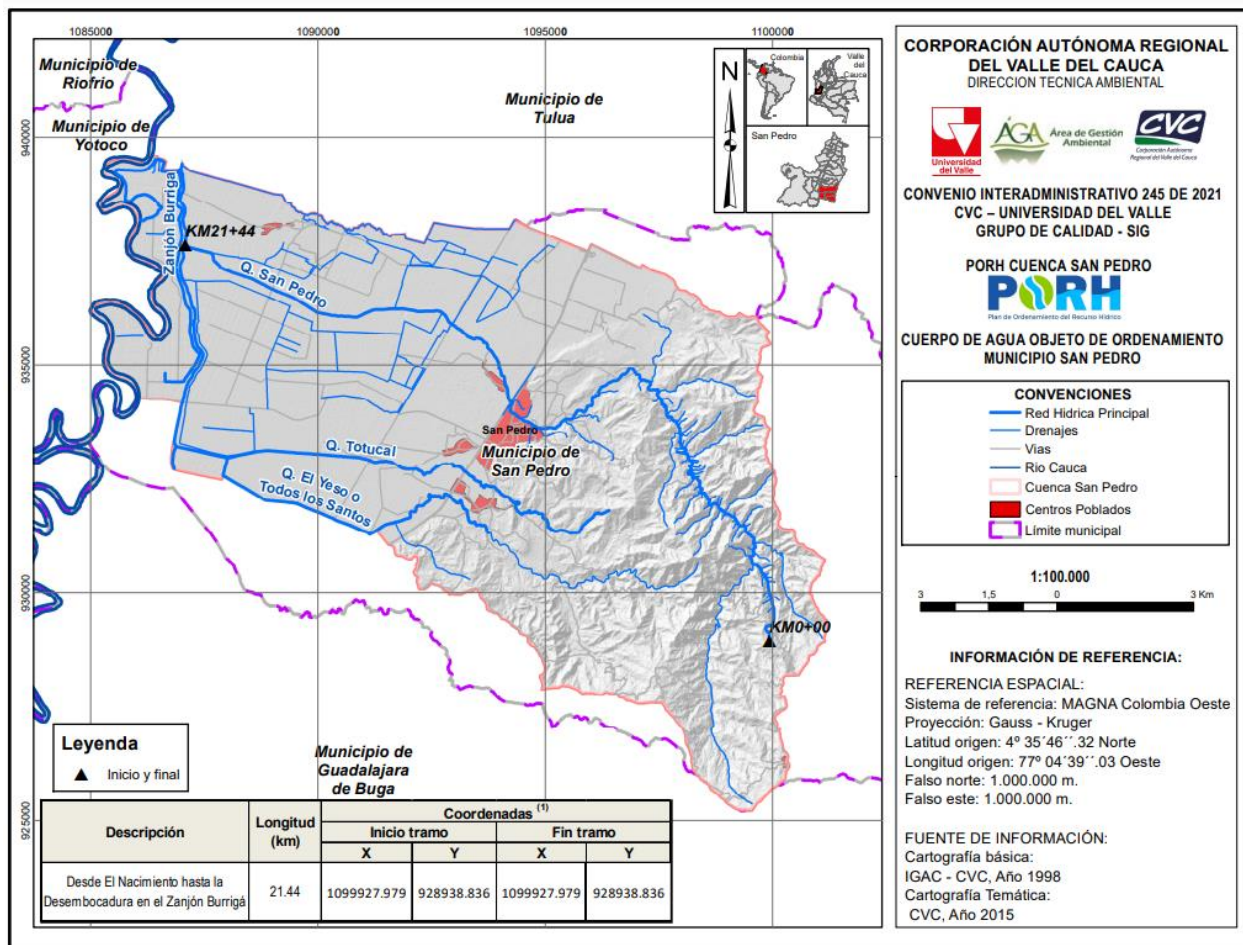 1085000
1090000
1095000
1100000
940000
935000
930000
925000
Municipio de
Riofrio
Municipio de
Yotoco
Municipio de
Tulua
N
Colombia
Valle
del
Cauca
San Pedro
Zanjón Burriga
KM21+44
Q. San Pedro
San Pedro
Municipio de
San Pedro
Q. Totucal
Q. El Yeso o
Todos los Santos
KM0+00
Leyenda
Inicio y final
Municipio de
Guadalajara
de Buga
Descripción
Longitud
(km)
Coordenadas (1)
Inicio tramo
Fin tramo
X
Y
X
Y
Desde El Nacimiento hasta la
Desembocadura en el Zanjón Burrigá
21.44
1099927.979
928938.836
1099927.979
928938.836
CORPORACIÓN AUTÓNOMA REGIONAL
DEL VALLE DEL CAUCA
DIRECCION TECNICA AMBIENTAL
Universidad
del Valle
ÁGA
Área de Gestión
Ambiental
CVC
Corporación Autónoma
Regional del Valle del Cauca
CONVENIO INTERADMINISTRATIVO 245 DE 2021
CVC – UNIVERSIDAD DEL VALLE
GRUPO DE CALIDAD - SIG
PORH CUENCA SAN PEDRO
PORH
Plan de Ordenamiento del Recurso Hídrico
CUERPO DE AGUA OBJETO DE ORDENAMIENTO
MUNICIPIO SAN PEDRO
CONVENCIONES
Red Hidrica Principal
Drenajes
Vias
Rio Cauca
Cuenca San Pedro
Centros Poblados
Límite municipal
1:100.000
3 1,5 0 3 Km
INFORMACIÓN DE REFERENCIA:
REFERENCIA ESPACIAL:
Sistema de referencia: MAGNA Colombia Oeste
Proyección: Gauss - Kruger
Latitud origen: 4º 35´46´´.32 Norte
Longitud origen: 77º 04´39´´.03 Oeste
Falso norte: 1.000.000 m.
Falso este: 1.000.000 m.
FUENTE DE INFORMACIÓN:
Cartografía básica:
IGAC - CVC, Año 1998
Cartografía Temática:
CVC, Año 2015